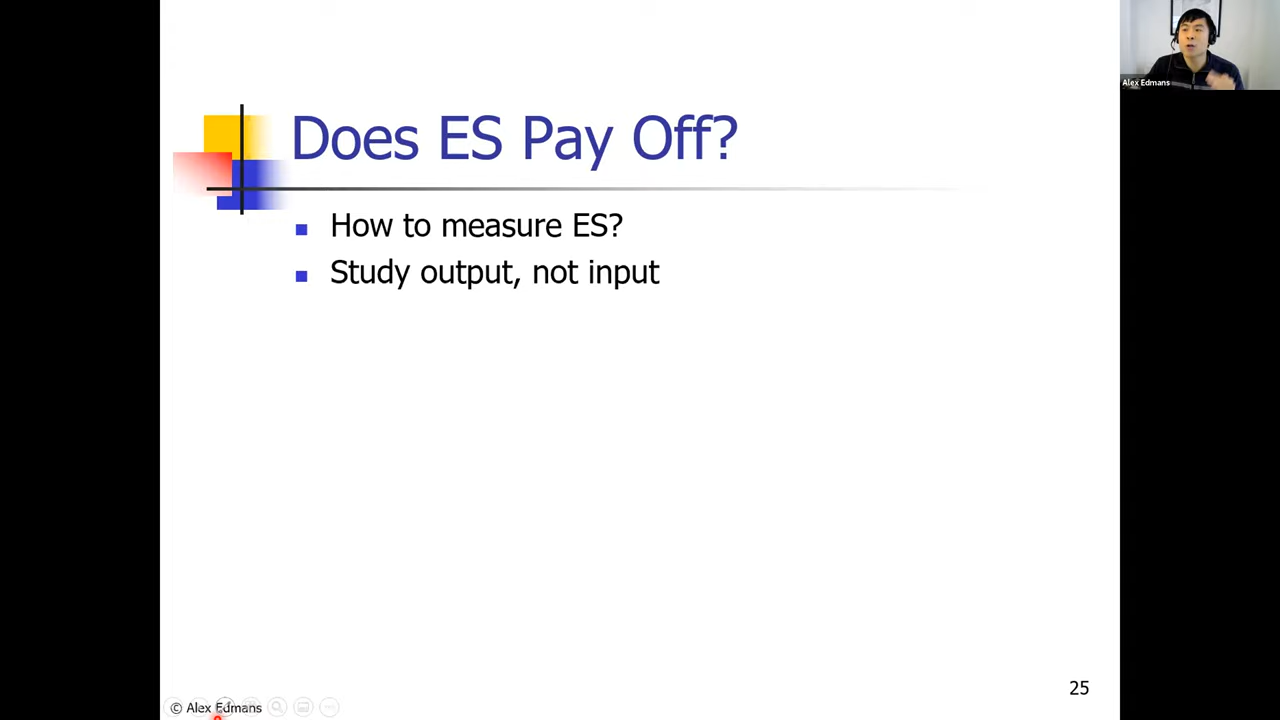 Alex Edmans
Does ES Pay Off?
How to measure ES?
Study output, not input
25
© Alex Edmans